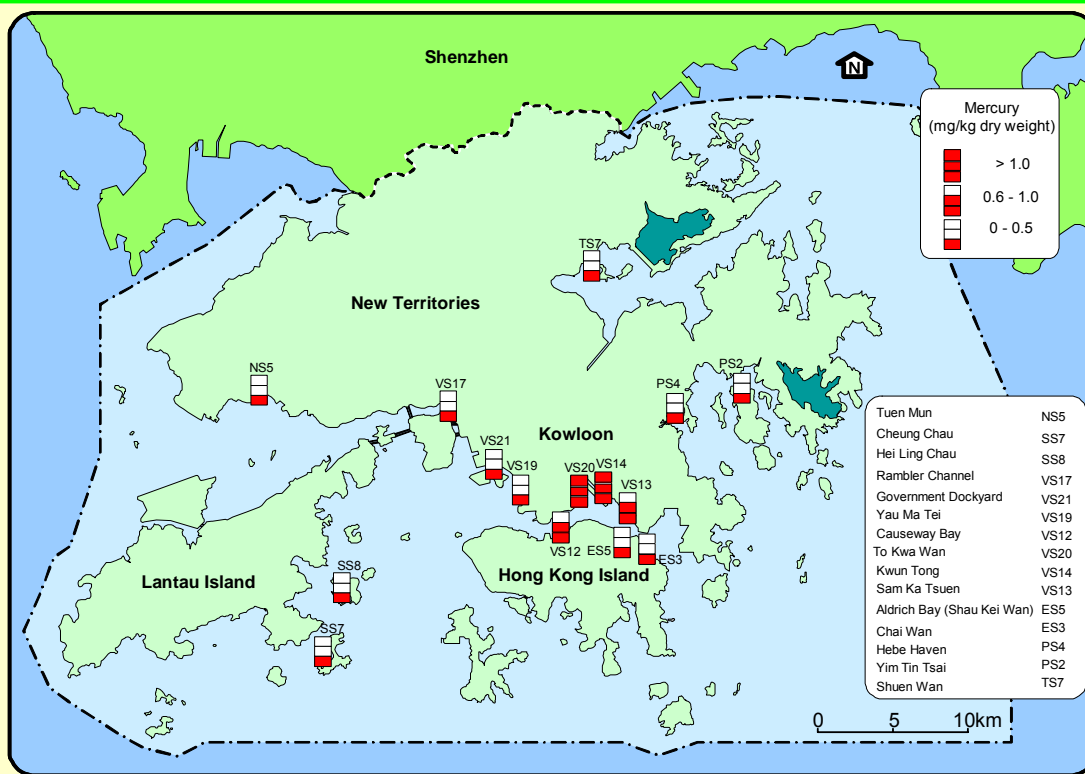 Shenzhen
N
Mercury
(mg/kg dry weight)
> 1.0
0.6 - 1.0
0 - 0.5
TS7
New Territories
NS5
VS17
PS4
PS2
Kowloon
VS21
VS19
VS20
VS14
VS13
VS12
ES5
ES3
Hong Kong Island
Lantau Island
SS8
SS7
Tuen Mun NS5
Cheung Chau SS7
Hei Ling Chau SS8
Rambler Channel VS17
Government Dockyard VS21
Yau Ma Tei VS19
Causeway Bay VS12
To Kwa Wan VS20
Kwun Tong VS14
Sam Ka Tsuen VS13
Aldrich Bay (Shau Kei Wan) ES5
Chai Wan ES3
Hebe Haven PS4
Yim Tin Tsai PS2
Shuen Wan TS7
0 5 10km